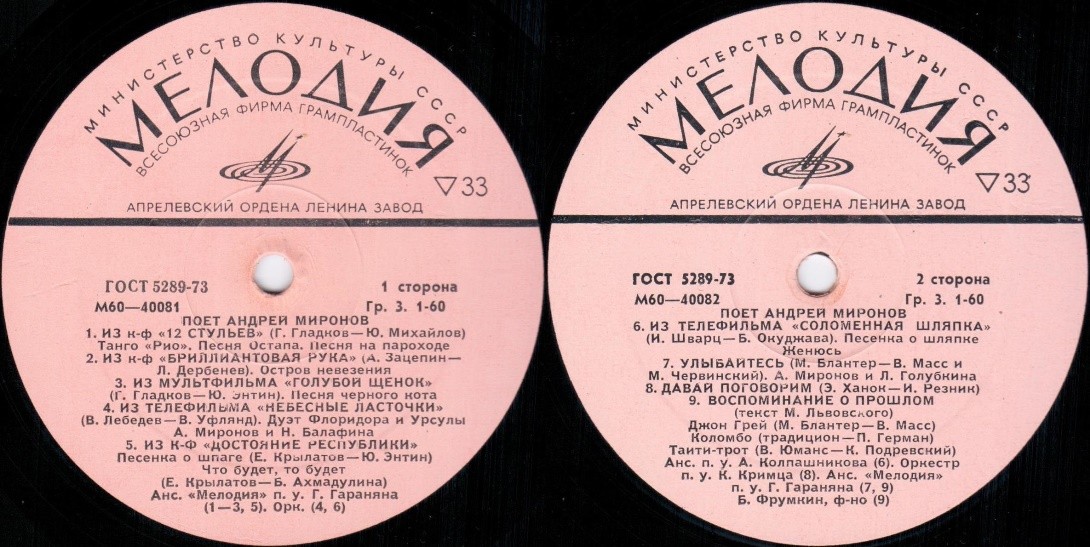 МИНИСТЕРСТВО КУЛЬТУРЫ СССР
МЕЛОДИЯ
ВСЕСОЮЗНАЯ ФИРМА ГРАМПЛАСТИНОК
33
АПРЕЛЕВСКИЙ ОРДЕНА ЛЕНИНА ЗАВОД
ГОСТ 5289-73 1 сторона
М60—40081 Гр. 3. 1-60
ПОЕТ АНДРЕЙ МИРОНОВ
1. ИЗ к-ф «12 СТУЛЬЕВ» (Г. Гладков—Ю. Михайлов)
Танго «Рио». Песня Остапа. Песня на пароходе
2. ИЗ к-ф «БРИЛЛИАНТОВАЯ РУКА» (А. Зацепин—
Л. Дербенев). Остров невезения
3. ИЗ МУЛЬТФИЛЬМА «ГОЛУБОЙ ЩЕНОК»
(Г. Гладков—Ю. Энтин). Песня черного кота
4. ИЗ ТЕЛЕФИЛЬМА «НЕБЕСНЫЕ ЛАСТОЧКИ»
(В. Лебедев—В. Уфлянд). Дуэт Флоридора и Урсулы
А. Миронов и Н. Балафина
5. ИЗ К-Ф «ДОСТОЯНИЕ РЕСПУБЛИКИ»
Песенка о шпаге (Е. Крылатов—Ю. Энтин)
Что будет, то будет
(Е. Крылатов—Б. Ахмадулина)
Анс. «Мелодия» п/у Г. Гараняна
(1—3, 5). Орк. (4, 6)
МИНИСТЕРСТВО КУЛЬТУРЫ СССР
МЕЛОДИЯ
ВСЕСОЮЗНАЯ ФИРМА ГРАМПЛАСТИНОК
33
АПРЕЛЕВСКИЙ ОРДЕНА ЛЕНИНА ЗАВОД
ГОСТ 5289-73 2 сторона
М60—40082 Гр. 3. 1-60
ПОЕТ АНДРЕЙ МИРОНОВ
6. ИЗ ТЕЛЕФИЛЬМА «СОЛОМЕННАЯ ШЛЯПКА»
(И. Шварц—Б. Окуджава). Песенка о шляпке
Женюсь
7. УЛЫБАЙТЕСЬ (М. Блантер—В. Масс и
М. Червинский). А. Миронов и Л. Голубкина
8. ДАВАЙ ПОГОВОРИМ (Э. Ханок—И. Резник)
9. ВОСПОМИНАНИЕ О ПРОШЛОМ
(текст М. Львовского)
Джон Грей (М. Блантер—В. Масс)
Коломбо (традицион—П. Герман)
Таити-трот (В. Юманс—К. Подревский)
Анс. п. у. А. Колпашникова (6). Оркестр
п. у. К. Кримца (8). Анс. «Мелодия»
п. у Г. Гараняна (7, 9)
Б. Фрумкин, ф-но (9)